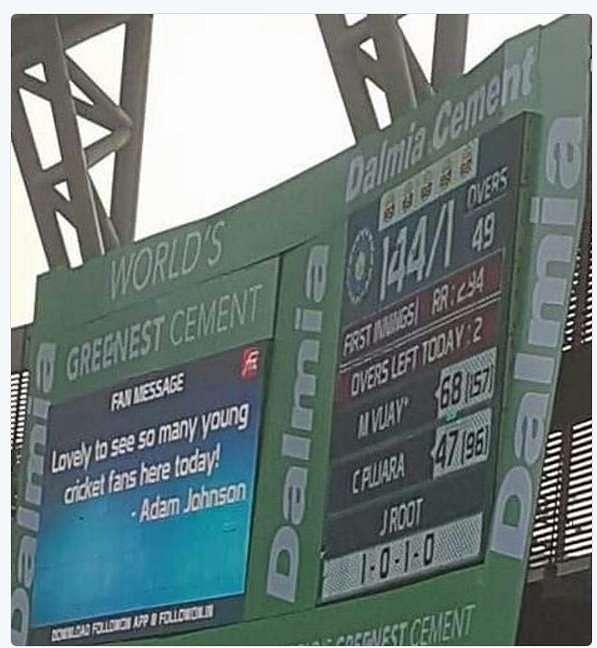 Dalmia Cement
WORLD'S
GREENEST CEMENT
Dalmia
FAN MESSAGE
Lovely to see so many young
cricket fans here today!
- Adam Johnson
DOWNLOAD FOLLOWON APP @ FOLLOWON.IN
Dalmia
144/1
OVERS
49
FIRST INNINGS RR : 2.94
OVERS LEFT TODAY : 2
M VIJAY* 68 (157)
C PUJARA 47 (96)
J ROOT
1-0-1-0
Dalmia
GREENEST CEMENT